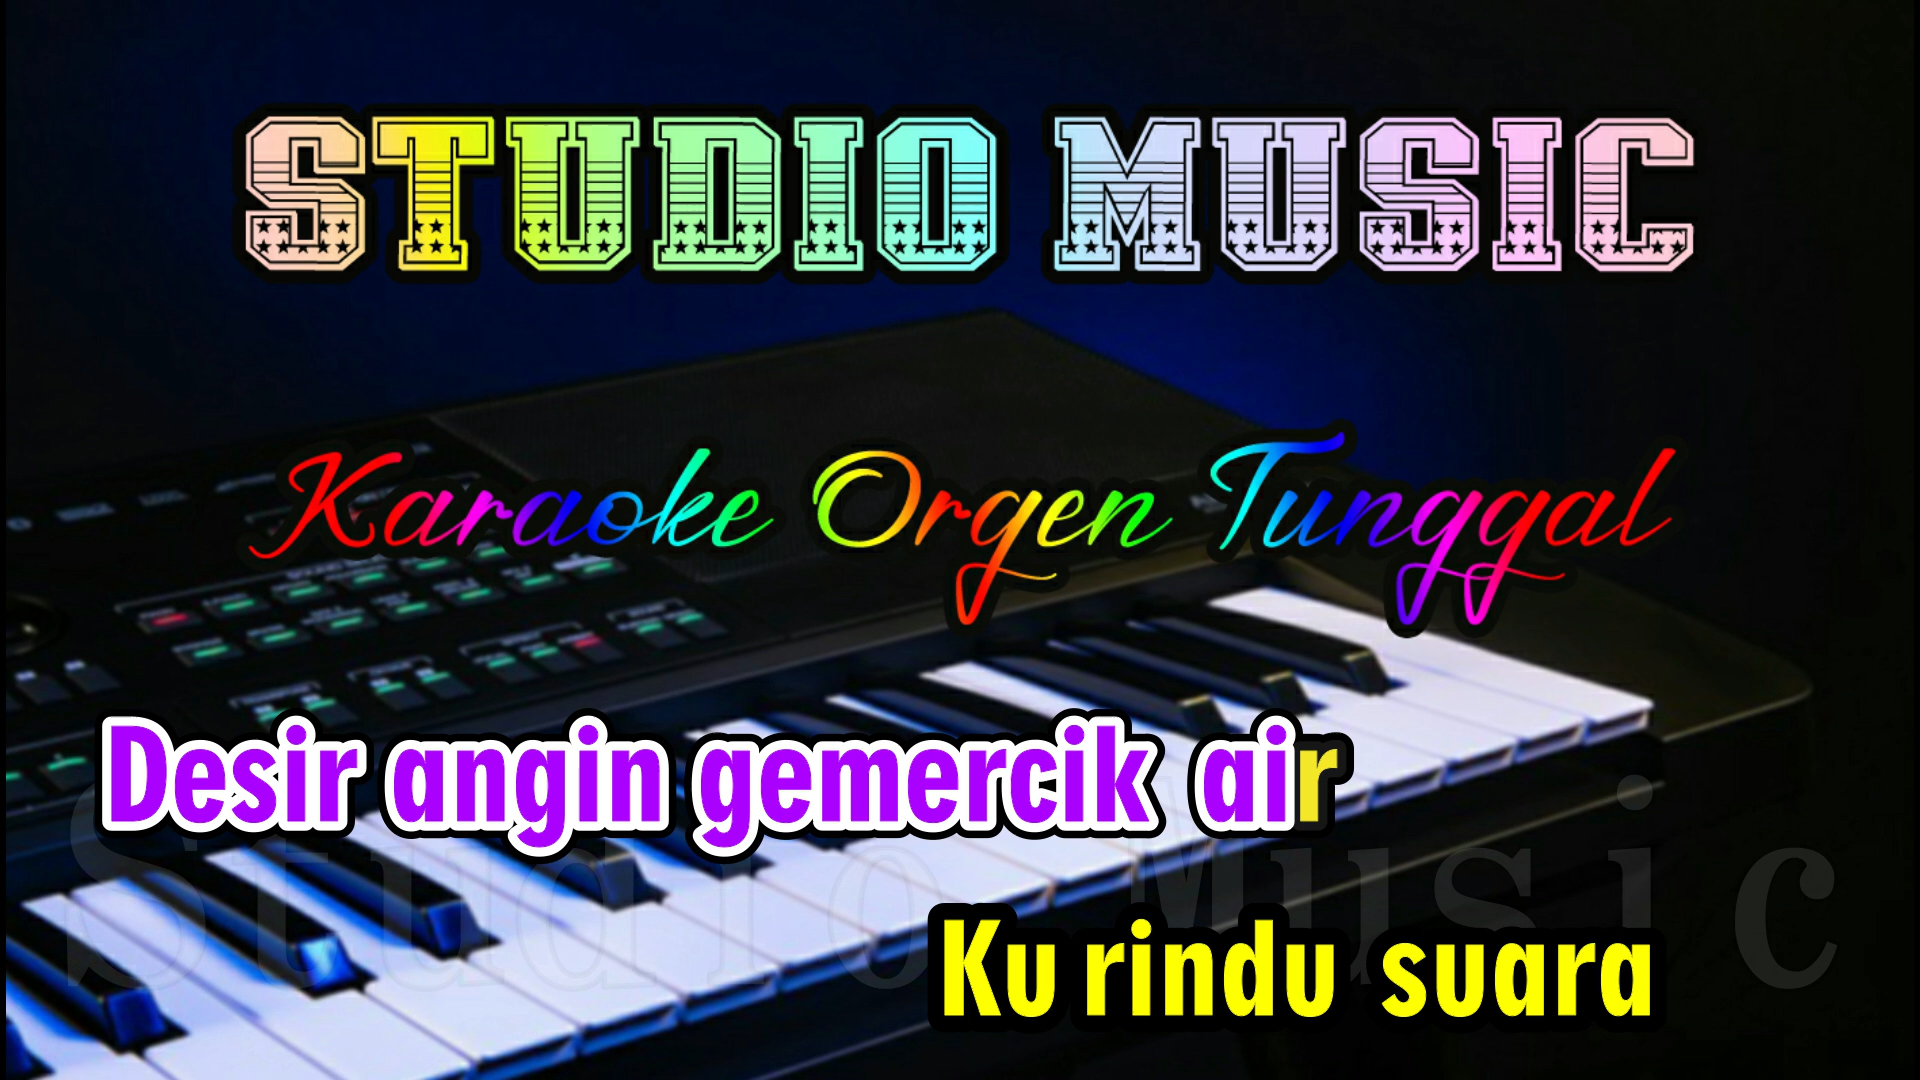 STUDIO MUSIC
Karaoke Orgen Tunggal
Desir angin gemercik air
Studio Music
Ku rindu suara